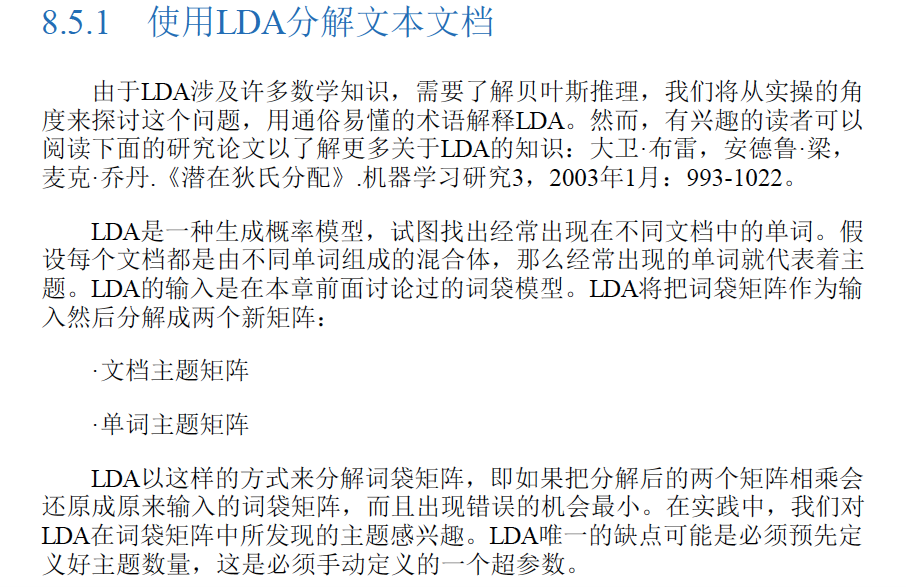 8.5.1 使用LDA分解文本文档
由于LDA涉及许多数学知识，需要了解贝叶斯推理，我们将从实操的角
度来探讨这个问题，用通俗易懂的术语解释LDA。然而，有兴趣的读者可以
阅读下面的研究论文以了解更多关于LDA的知识：大卫·布雷，安德鲁·梁，
麦克·乔丹.《潜在狄氏分配》.机器学习研究3，2003年1月：993-1022。
LDA是一种生成概率模型，试图找出经常出现在不同文档中的单词。假
设每个文档都是由不同单词组成的混合体，那么经常出现的单词就代表着主
题。LDA的输入是在本章前面讨论过的词袋模型。LDA将把词袋矩阵作为输
入然后分解成两个新矩阵：
·文档主题矩阵
·单词主题矩阵
LDA以这样的方式来分解词袋矩阵，即如果把分解后的两个矩阵相乘会
还原成原来输入的词袋矩阵，而且出现错误的机会最小。在实践中，我们对
LDA在词袋矩阵中所发现的主题感兴趣。LDA唯一的缺点可能是必须预先定
义好主题数量，这是必须手动定义的一个超参数。